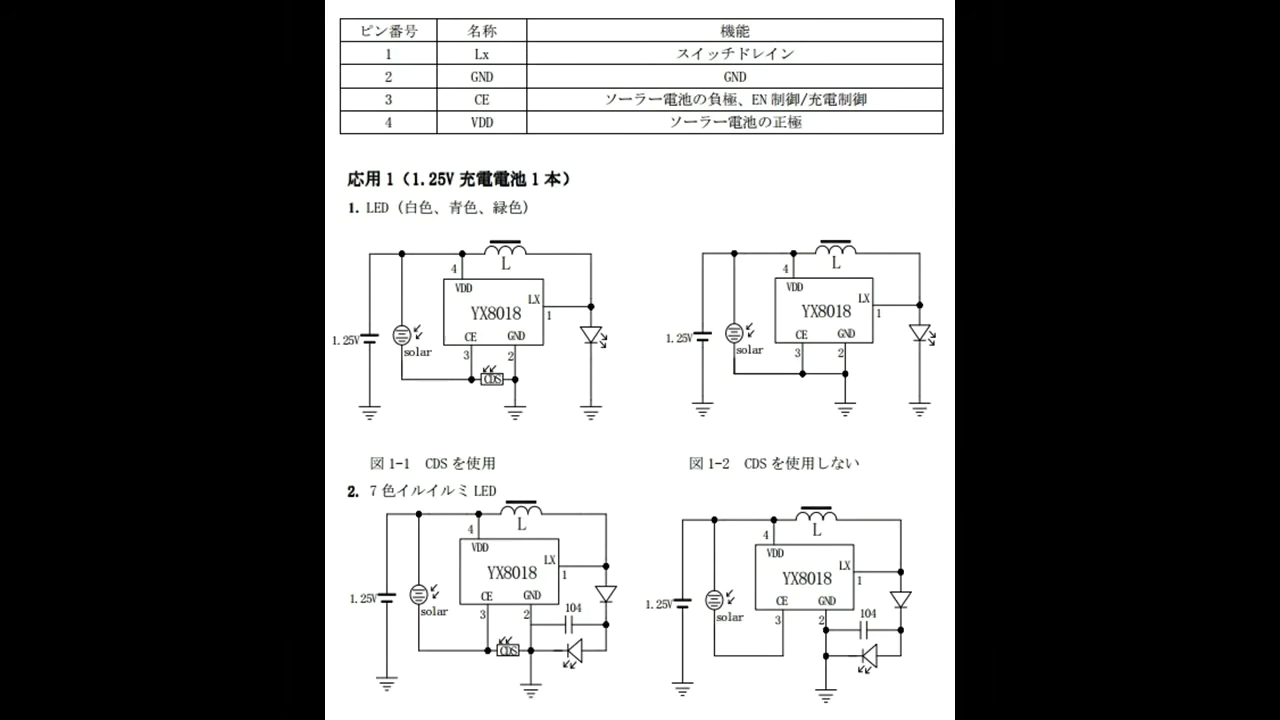 ピン番号 名称 機能
1 Lx スイッチドレイン
2 GND GND
3 CE ソーラー電池の負極、EN 制御/充電制御
4 VDD ソーラー電池の正極
応用 1（1.25V 充電電池 1 本）
1. LED（白色、青色、緑色）
L L
4 VDD 4 VDD
LX LX
YX8018 1 YX8018 1
1.25V solar CE GND 1.25V solar CE GND
3 2 3 2
CDS
図 1-1 CDS を使用 図 1-2 CDS を使用しない
2. 7 色イルイルミ LED
L L
4 VDD 4 VDD
LX LX
YX8018 1 YX8018 1
1.25V solar CE GND 1.25V solar CE GND
3 2 104 3 2 104
CDS